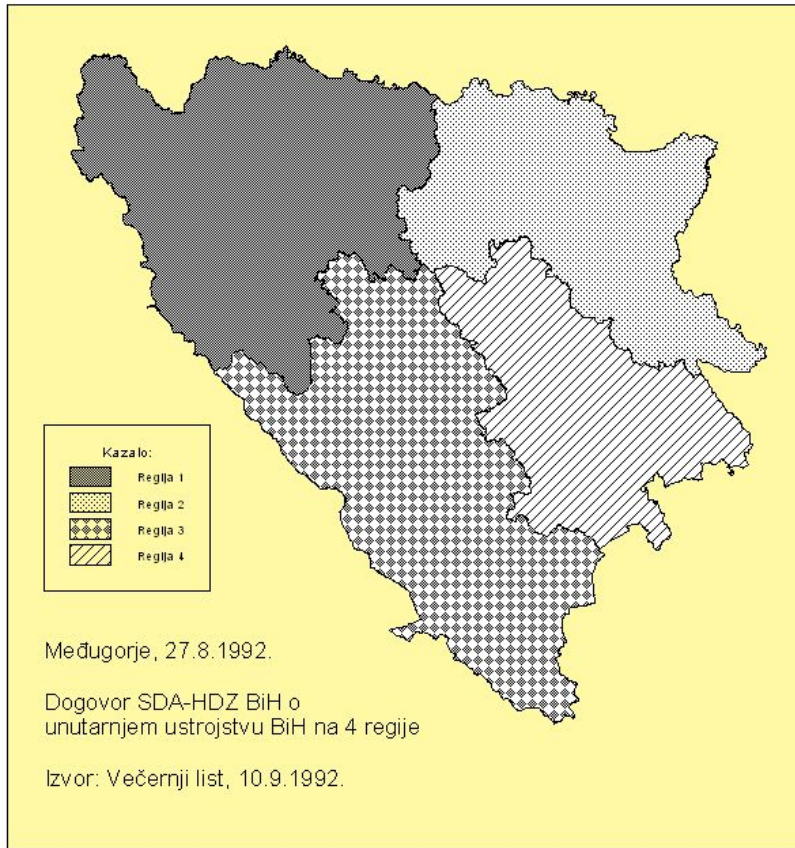 Kazalo:
Regija 1
Regija 2
Regija 3
Regija 4
Međugorje, 27.8.1992.
Dogovor SDA-HDZ BiH o
unutarnjem ustrojstvu BiH na 4 regije
Izvor: Večernji list, 10.9.1992.